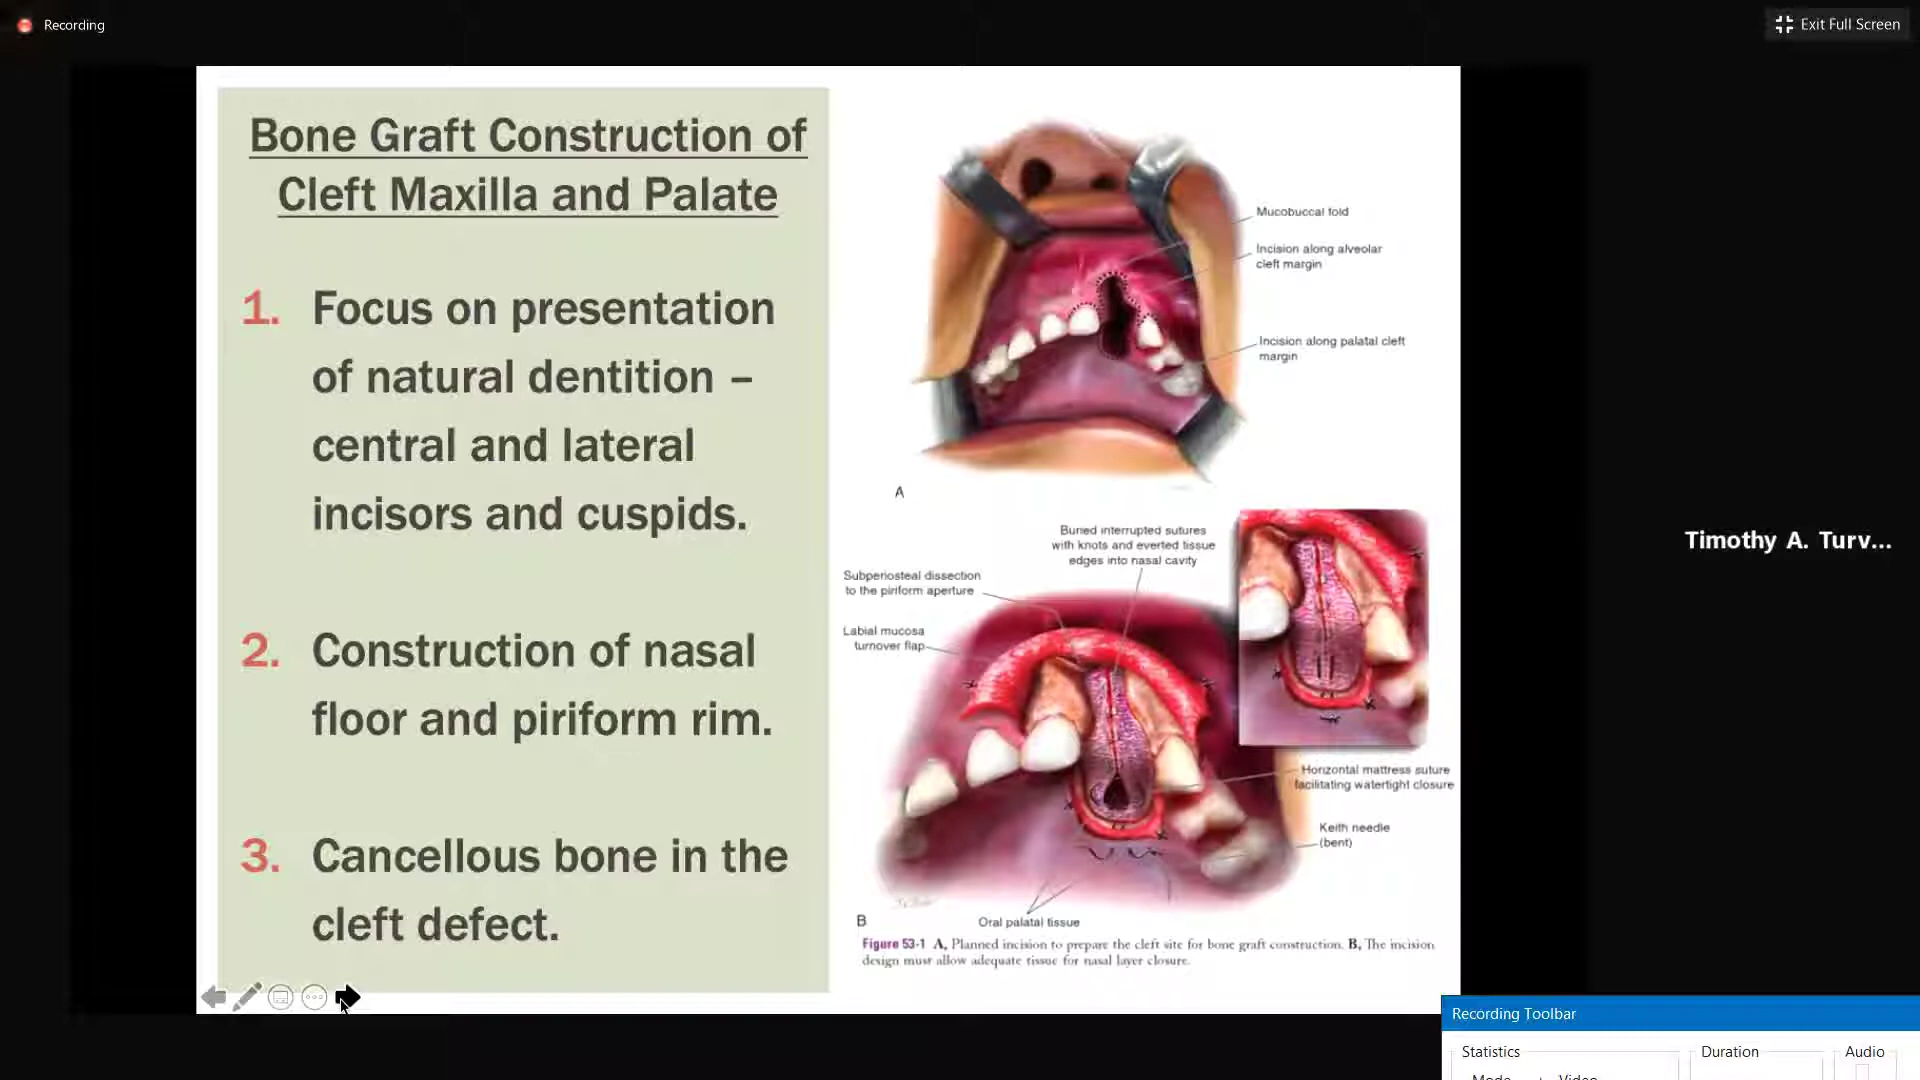 Recording
Exit Full Screen
Bone Graft Construction of
Cleft Maxilla and Palate
1. Focus on presentation
of natural dentition –
central and lateral
incisors and cuspids.
2. Construction of nasal
floor and piriform rim.
3. Cancellous bone in the
cleft defect.
Mucobuccal fold
Incision along alveolar
cleft margin
Incision along palatal cleft
margin
A
Buried interrupted sutures
with knots and everted tissue
edges into nasal cavity
Subperiosteal dissection
to the piriform aperture
Labial mucosa
turnover flap
Horizontal mattress suture
facilitating watertight closure
Keith needle
(bent)
Oral palatal tissue
B
Figure 53-1 A, Planned incision to prepare the cleft site for bone graft construction. B, The incision
design must allow adequate tissue for nasal layer closure.
Timothy A. Turv...
Recording Toolbar
Statistics
Duration
Audio
Mode
Video